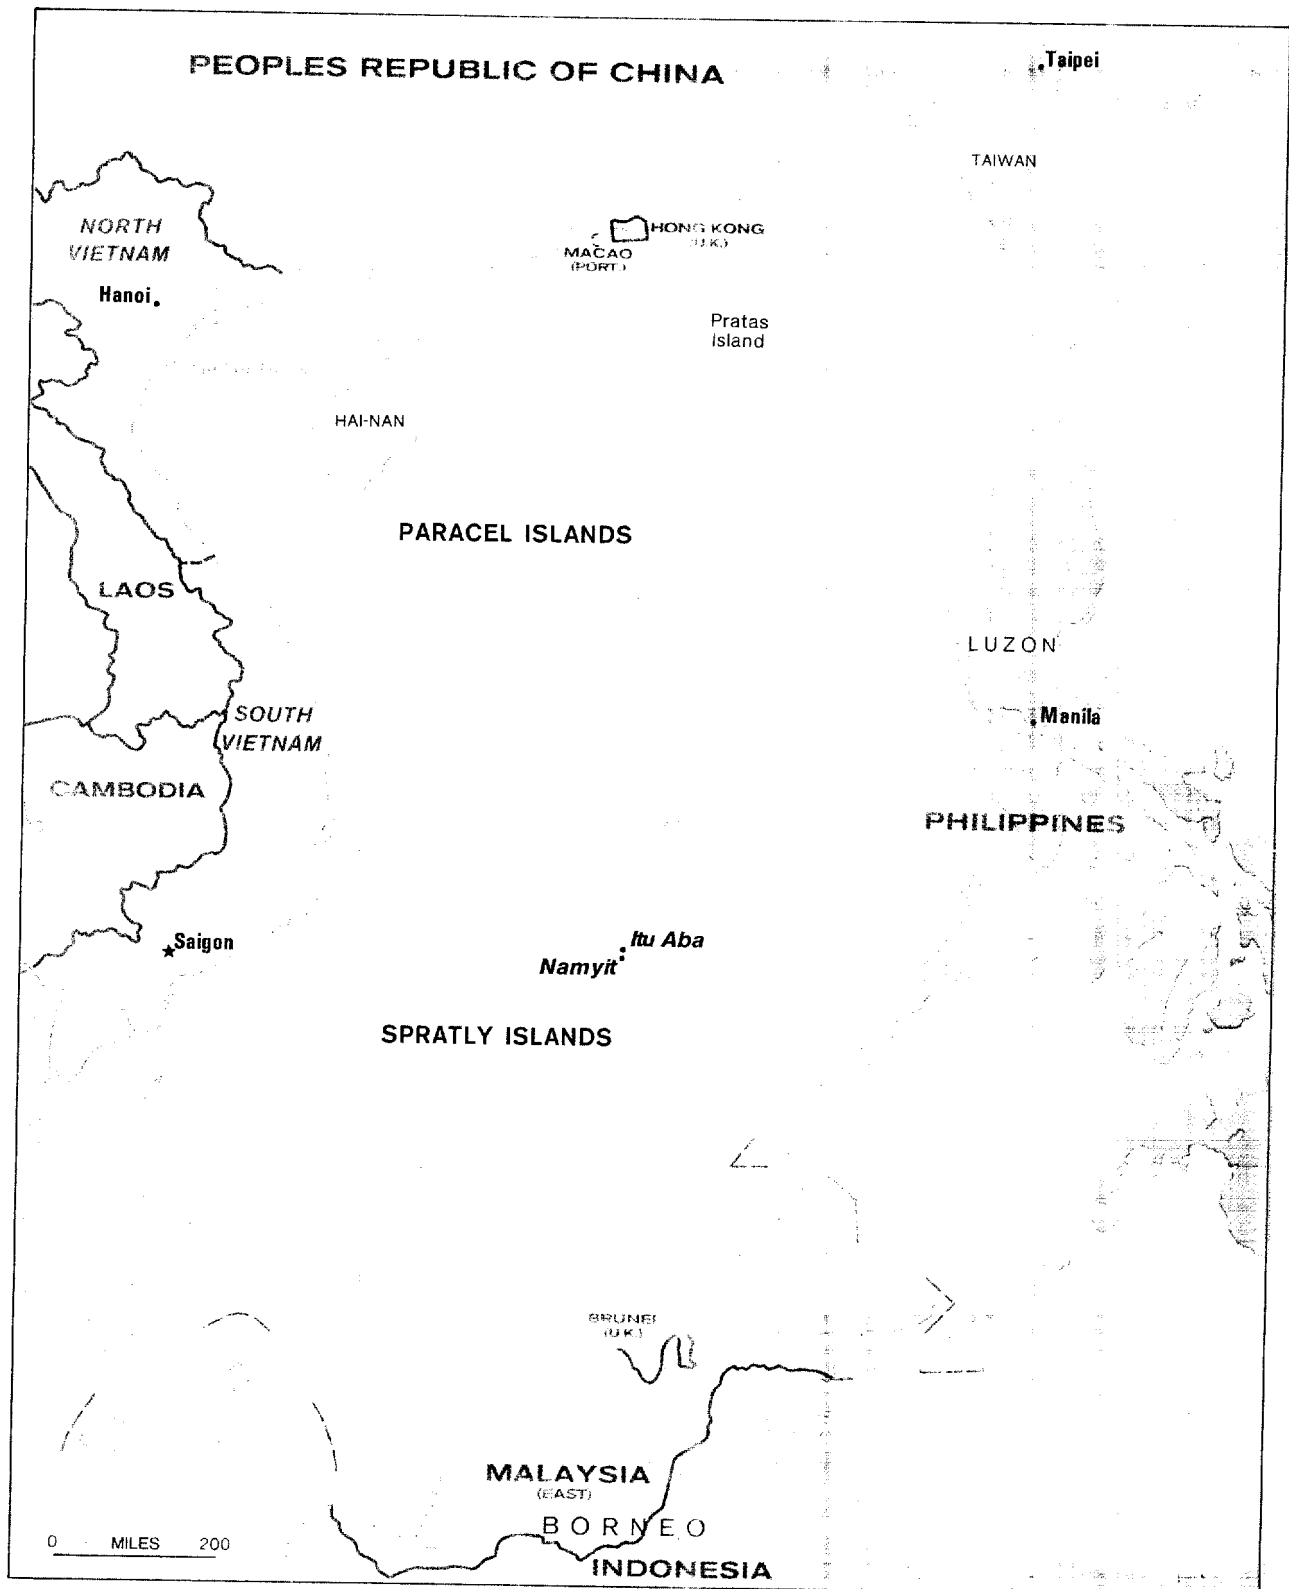 PEOPLES REPUBLIC OF CHINA
Taipei
TAIWAN
NORTH
VIETNAM
HONG KONG
(U.K.)
MACAO
(PORT.)
Hanoi
Pratas
Island
HAI-NAN
PARACEL ISLANDS
LAOS
LUZON
SOUTH
VIETNAM
Manila
CAMBODIA
PHILIPPINES
Saigon
Itu Aba
Namyit
SPRATLY ISLANDS
BRUNEI
(U.K.)
MALAYSIA
(EAST)
BORNEO
INDONESIA
0 MILES 200